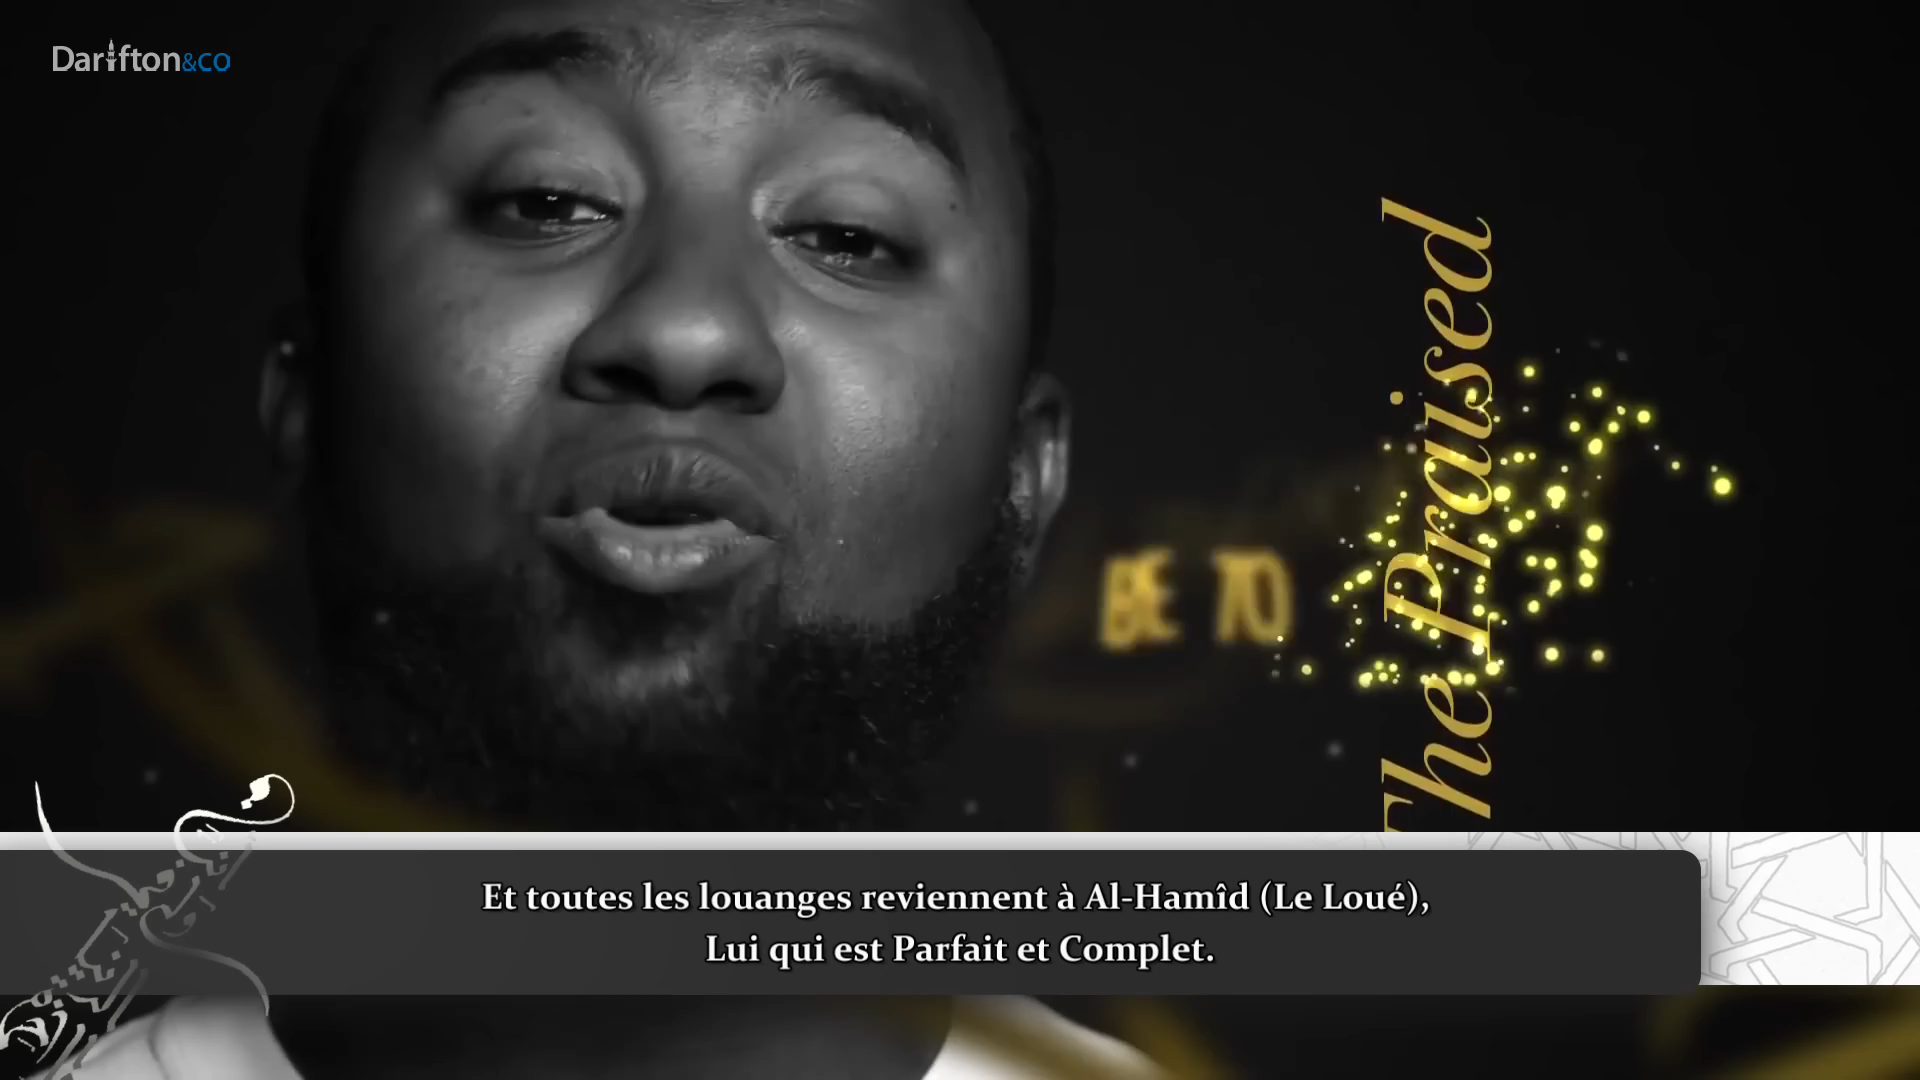 Darifton&co
BE TO
The Praised
Et toutes les louanges reviennent à Al-Hamîd (Le Loué),
Lui qui est Parfait et Complet.